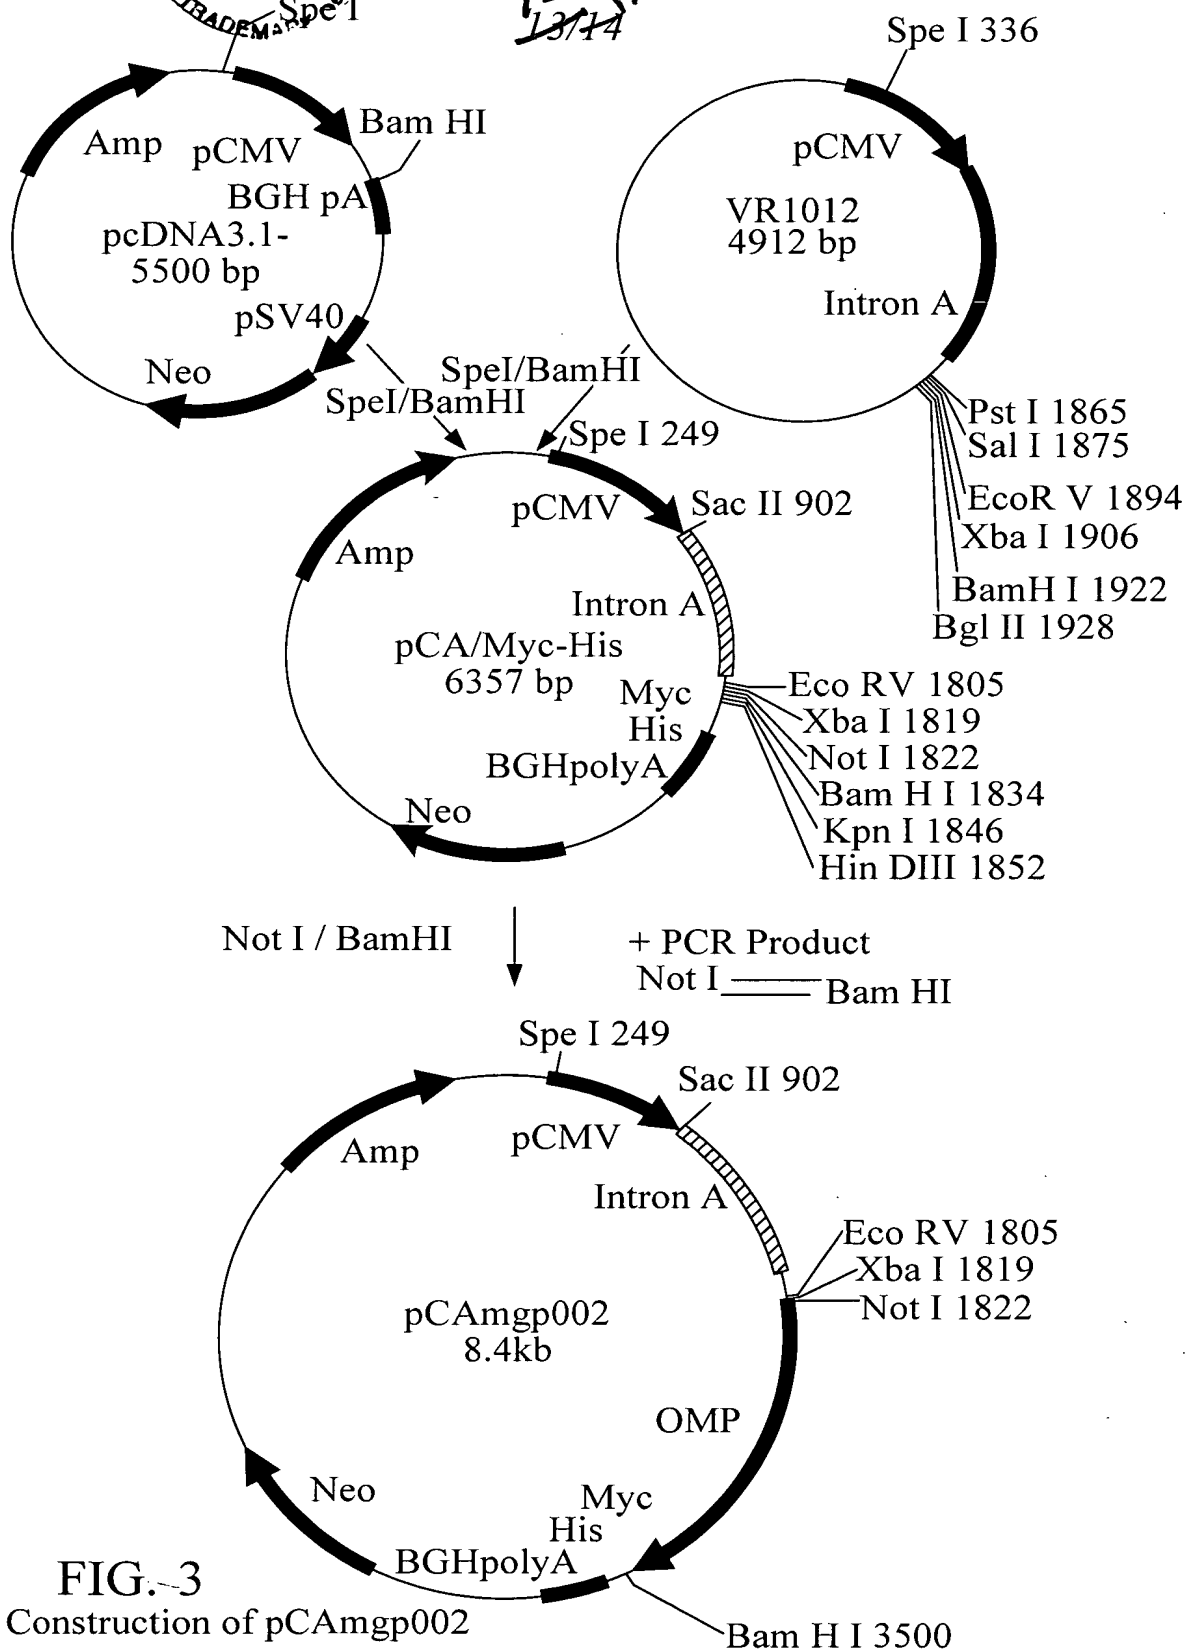 TRADEMARK
Spe I
13/14
Amp
pCMV
Bam HI
BGH pA
pcDNA3.1-
5500 bp
pSV40
Neo
SpeI/BamHI
Spe I 336
pCMV
VR1012
4912 bp
Intron A
Pst I 1865
Sal I 1875
EcoR V 1894
Xba I 1906
BamH I 1922
Bgl II 1928
SpeI/BamHI
Spe I 249
pCMV
Sac II 902
Amp
Intron A
pCA/Myc-His
6357 bp
Myc
His
BGHpolyA
Neo
Eco RV 1805
Xba I 1819
Not I 1822
Bam H I 1834
Kpn I 1846
Hin DIII 1852
Not I / BamHI
+ PCR Product
Not I
Bam HI
Spe I 249
Sac II 902
pCMV
Amp
Intron A
Eco RV 1805
Xba I 1819
Not I 1822
pCAmgp002
8.4kb
OMP
Neo
Myc
His
BGHpolyA
Bam H I 3500
FIG. 3
Construction of pCAmgp002